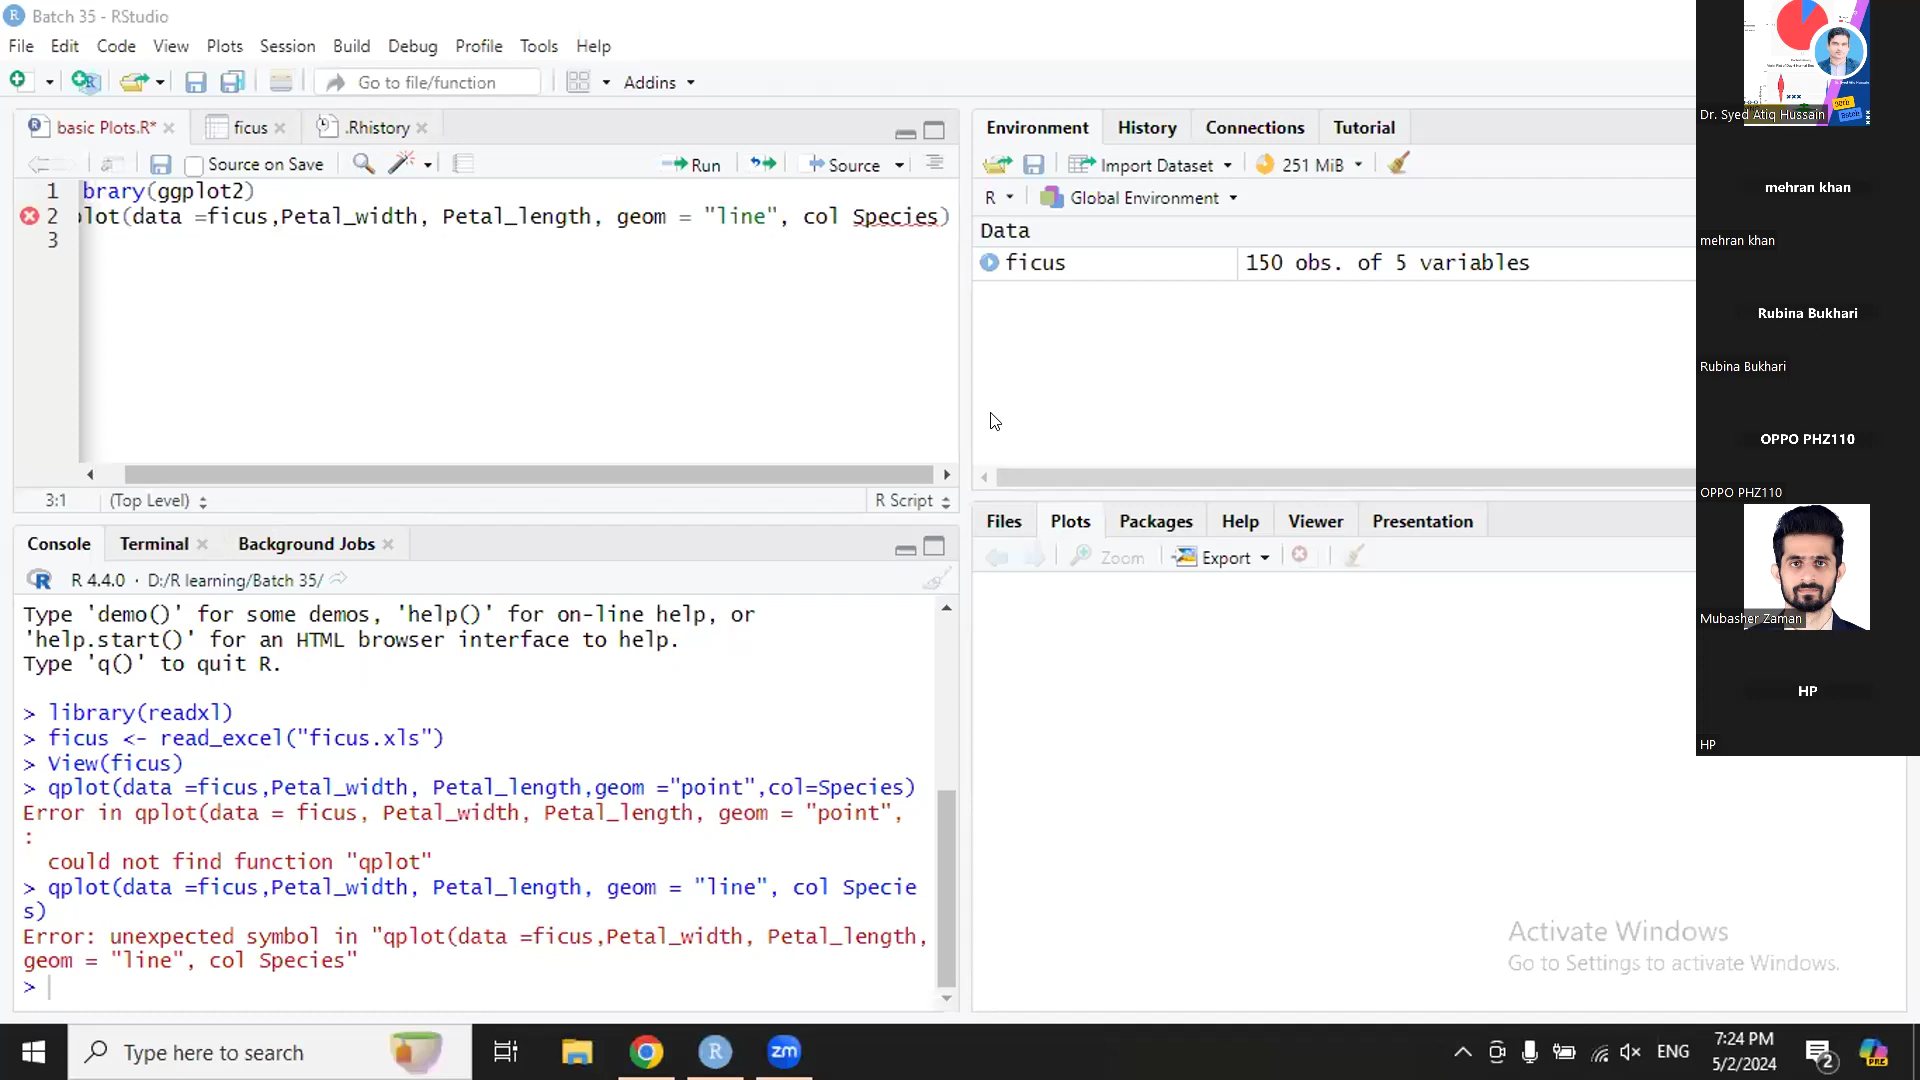 Batch 35 - RStudio
File Edit Code View Plots Session Build Debug Profile Tools Help
Go to file/function Addins
basic Plots.R* ficus .Rhistory
Source on Save Run Source
1 brary(ggplot2)
2 lot(data =ficus,Petal_width, Petal_length, geom = "line", col Species)
3
3:1 (Top Level) R Script
Console Terminal Background Jobs
R 4.4.0 · D:/R learning/Batch 35/
Type 'demo()' for some demos, 'help()' for on-line help, or
'help.start()' for an HTML browser interface to help.
Type 'q()' to quit R.
> library(readxl)
> ficus <- read_excel("ficus.xls")
> View(ficus)
> qplot(data =ficus,Petal_width, Petal_length,geom ="point",col=Species)
Error in qplot(data = ficus, Petal_width, Petal_length, geom = "point",
:
could not find function "qplot"
> qplot(data =ficus,Petal_width, Petal_length, geom = "line", col Specie
s)
Error: unexpected symbol in "qplot(data =ficus,Petal_width, Petal_length,
geom = "line", col Species"
>
Environment History Connections Tutorial
Import Dataset 251 MiB
R Global Environment
Data
ficus 150 obs. of 5 variables
Files Plots Packages Help Viewer Presentation
Zoom Export
Activate Windows
Go to Settings to activate Windows.
Dr. Syed Atiq Hussain
mehran khan
mehran khan
Rubina Bukhari
Rubina Bukhari
OPPO PHZ110
OPPO PHZ110
Mubasher Zaman
HP
HP
Type here to search
zm
ENG
7:24 PM
5/2/2024
2
PRE